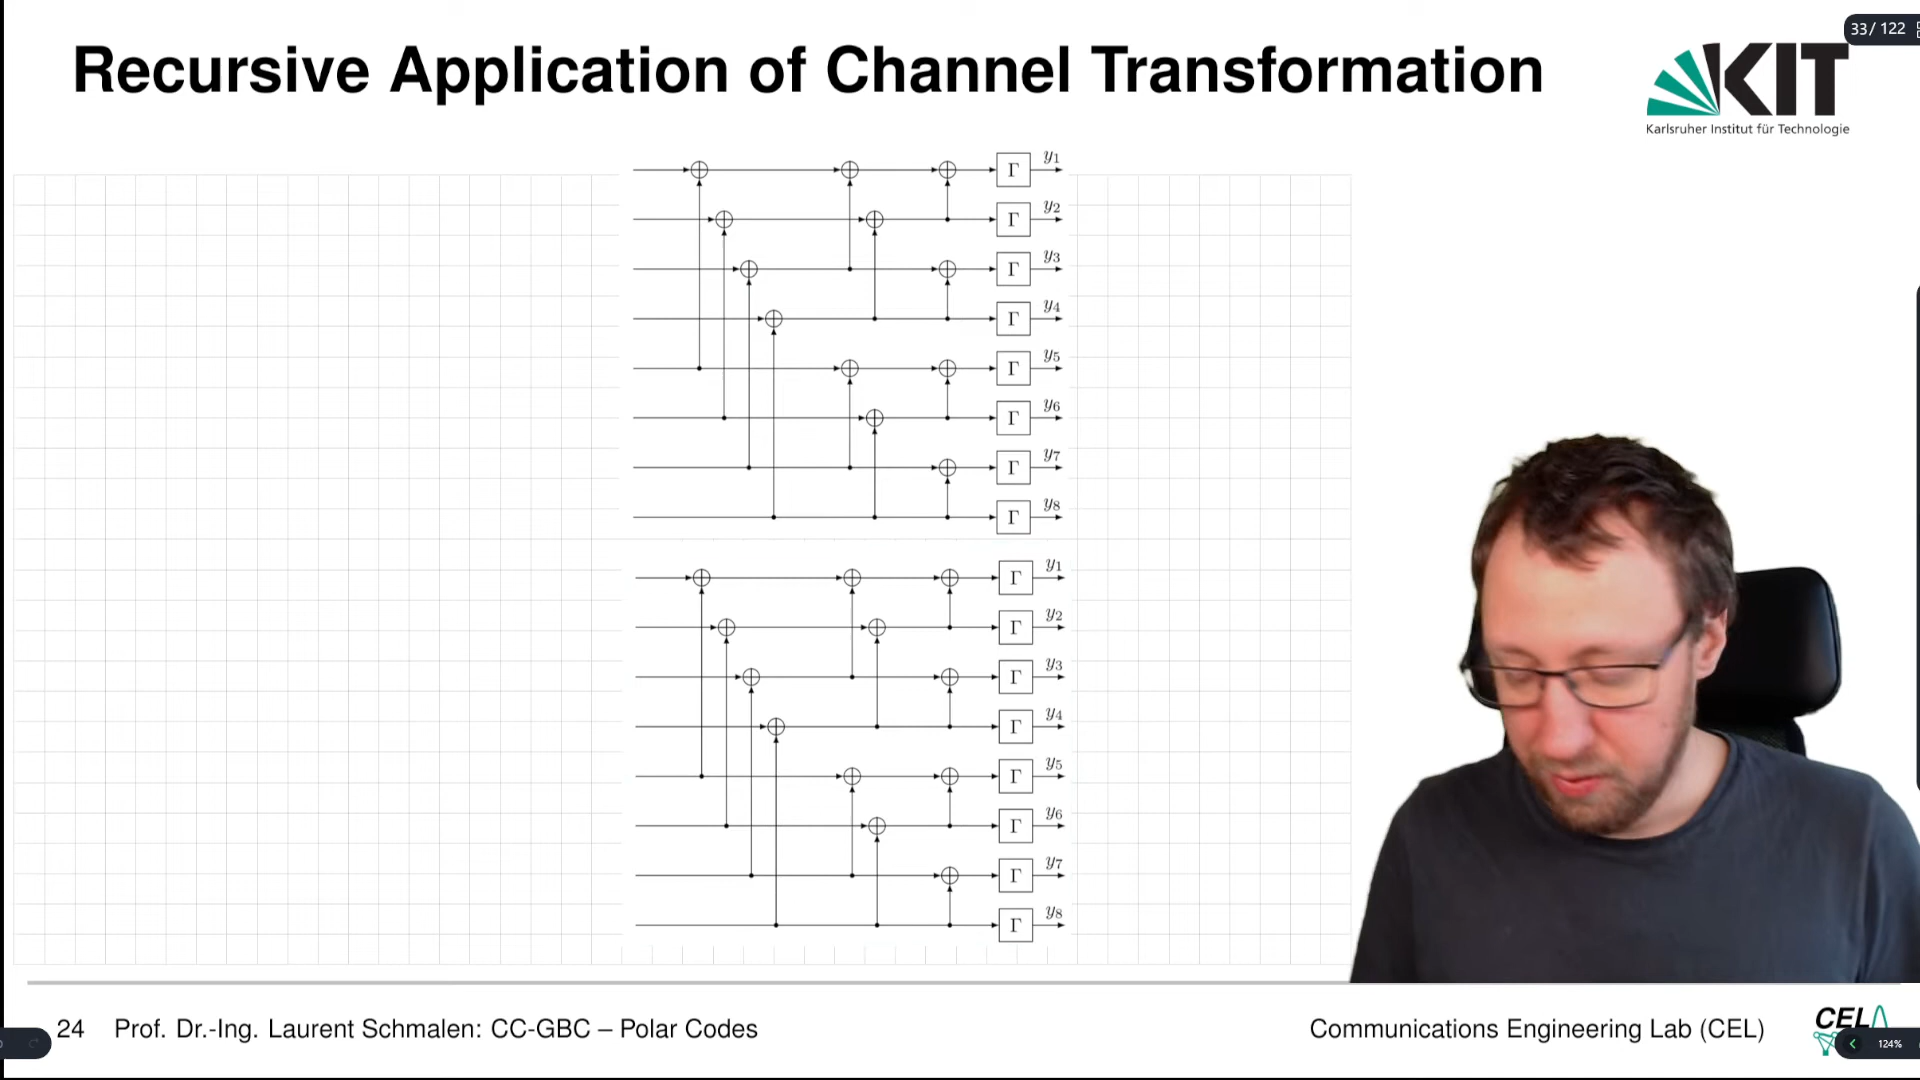 33/ 122
Recursive Application of Channel Transformation
KIT
Karlsruher Institut für Technologie
Γ y1
Γ y2
Γ y3
Γ y4
Γ y5
Γ y6
Γ y7
Γ y8
Γ y1
Γ y2
Γ y3
Γ y4
Γ y5
Γ y6
Γ y7
Γ y8
24 Prof. Dr.-Ing. Laurent Schmalen: CC-GBC – Polar Codes
Communications Engineering Lab (CEL)
CEL
124%